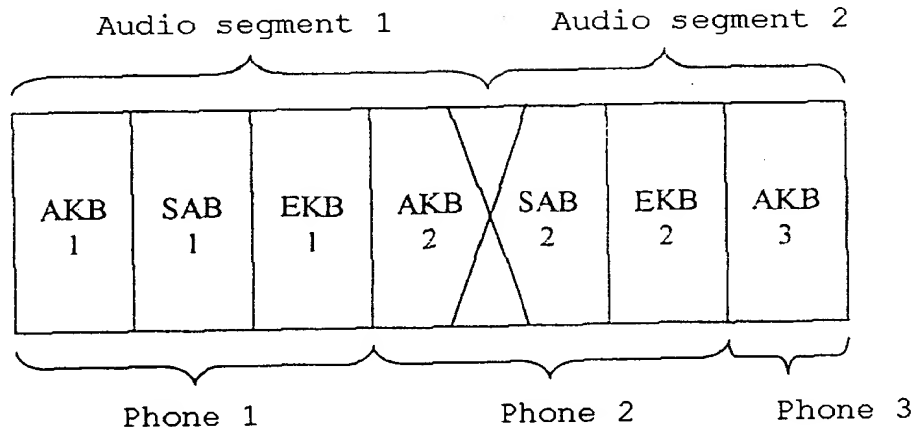 Audio segment 1
Audio segment 2
AKB SAB EKB AKB SAB EKB AKB
1 1 1 2 2 2 3
Phone 1
Phone 2
Phone 3